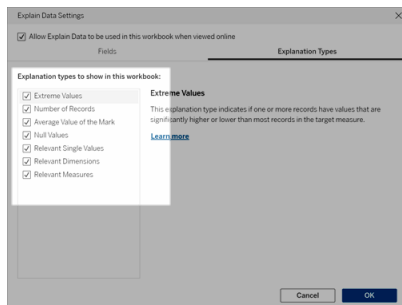 Explain Data Settings
Allow Explain Data to be used in this workbook when viewed online
Fields
Explanation Types
Explanation types to show in this workbook:
Extreme Values
Number of Records
Average Value of the Mark
Null Values
Relevant Single Values
Relevant Dimensions
Relevant Measures
Extreme Values
This explanation type indicates if one or more records have values that are
significantly higher or lower than most records in the target measure.
Learn more
Cancel
OK